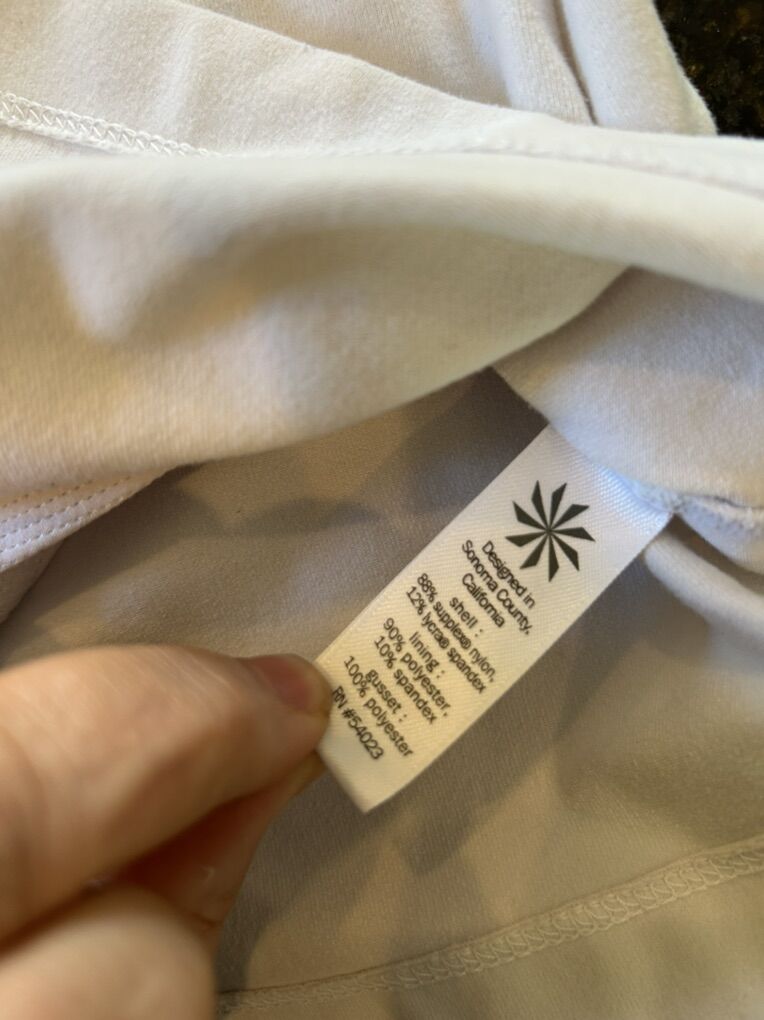 Designed in
Sonoma County,
California
shell :
88% supplex® nylon,
12% lycra® spandex
lining :
90% polyester,
10% spandex
gusset :
100% polyester
RN #54023